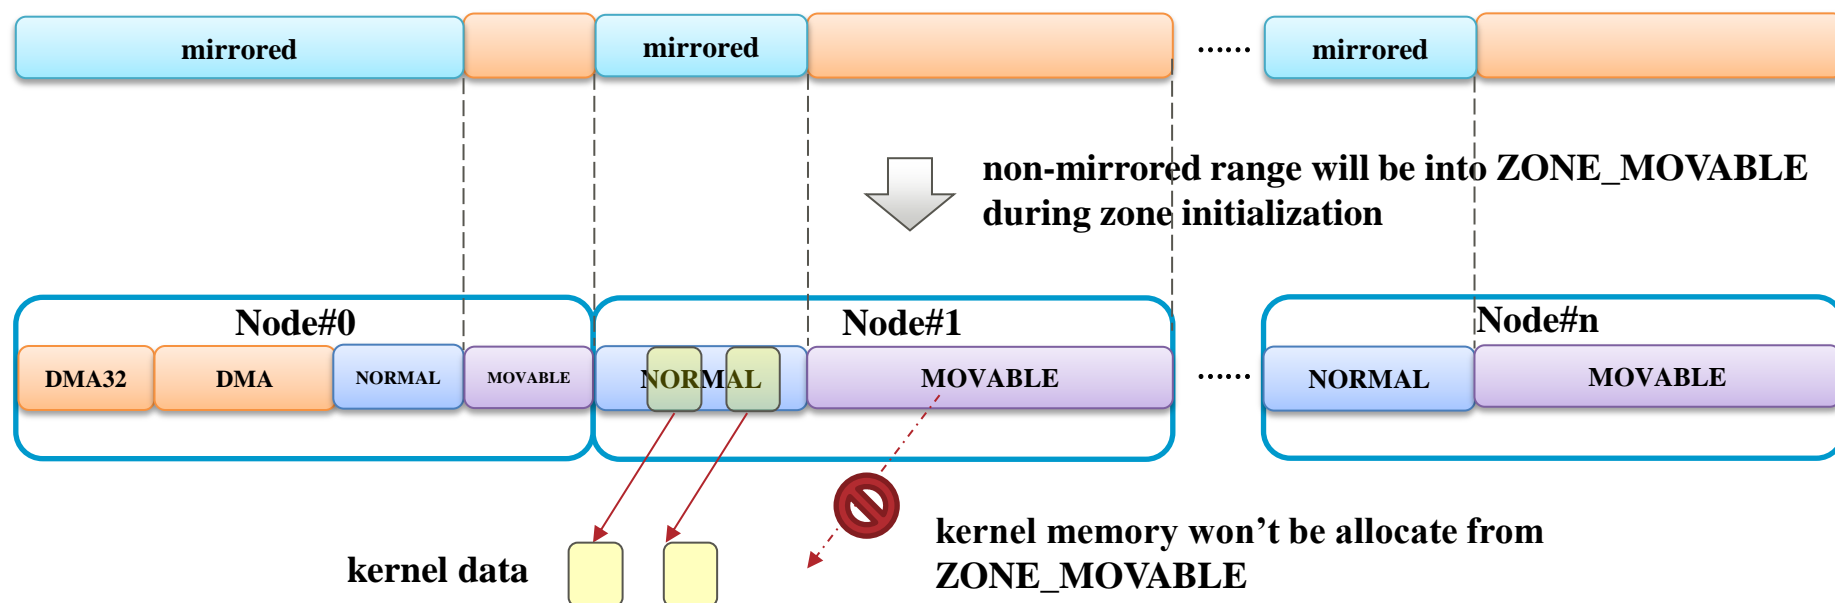 mirrored
mirrored
......
mirrored
non-mirrored range will be into ZONE_MOVABLE
during zone initialization
Node#0
Node#1
Node#n
DMA32
DMA
NORMAL
MOVABLE
NORMAL
MOVABLE
......
NORMAL
MOVABLE
kernel memory won’t be allocate from
ZONE_MOVABLE
kernel data